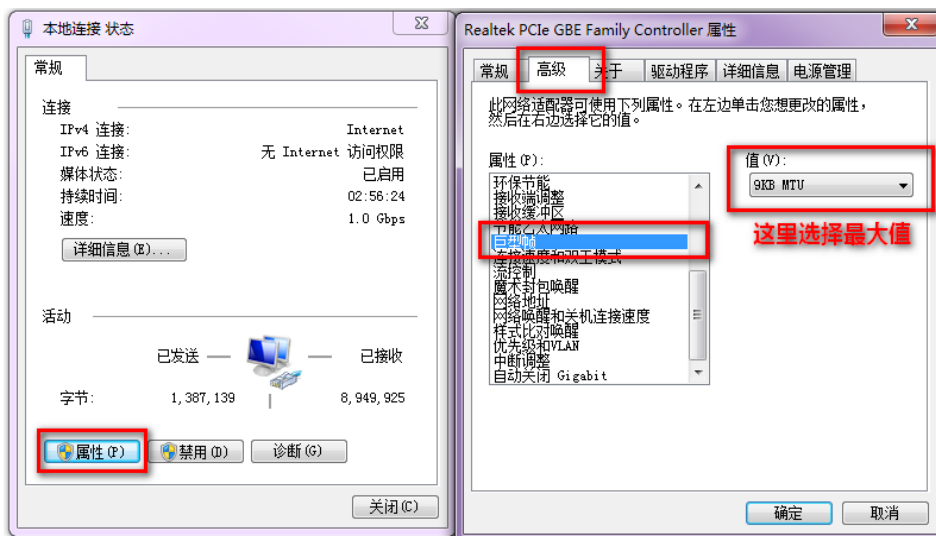 本地连接 状态
常规
连接
IPv4 连接: Internet
IPv6 连接: 无 Internet 访问权限
媒体状态: 已启用
持续时间: 02:56:24
速度: 1.0 Gbps
详细信息(E)...
活动
已发送 — — 已接收
字节: 1,387,139 | 8,949,925
属性(P) 禁用(D) 诊断(G)
关闭(C)
Realtek PCIe GBE Family Controller 属性
常规 高级 关于 驱动程序 详细信息 电源管理
此网络适配器可使用下列属性。在左边单击您想更改的属性，
然后在右边选择它的值。
属性(P):
环保节能
接收端调整
接收缓冲区
节能乙太网路
巨型帧
连接速度和双工模式
流控制
魔术封包唤醒
网络地址
网络唤醒和关机连接速度
样式比对唤醒
优先级和VLAN
中断调整
自动关闭 Gigabit
值(V):
9KB MTU
这里选择最大值
确定 取消